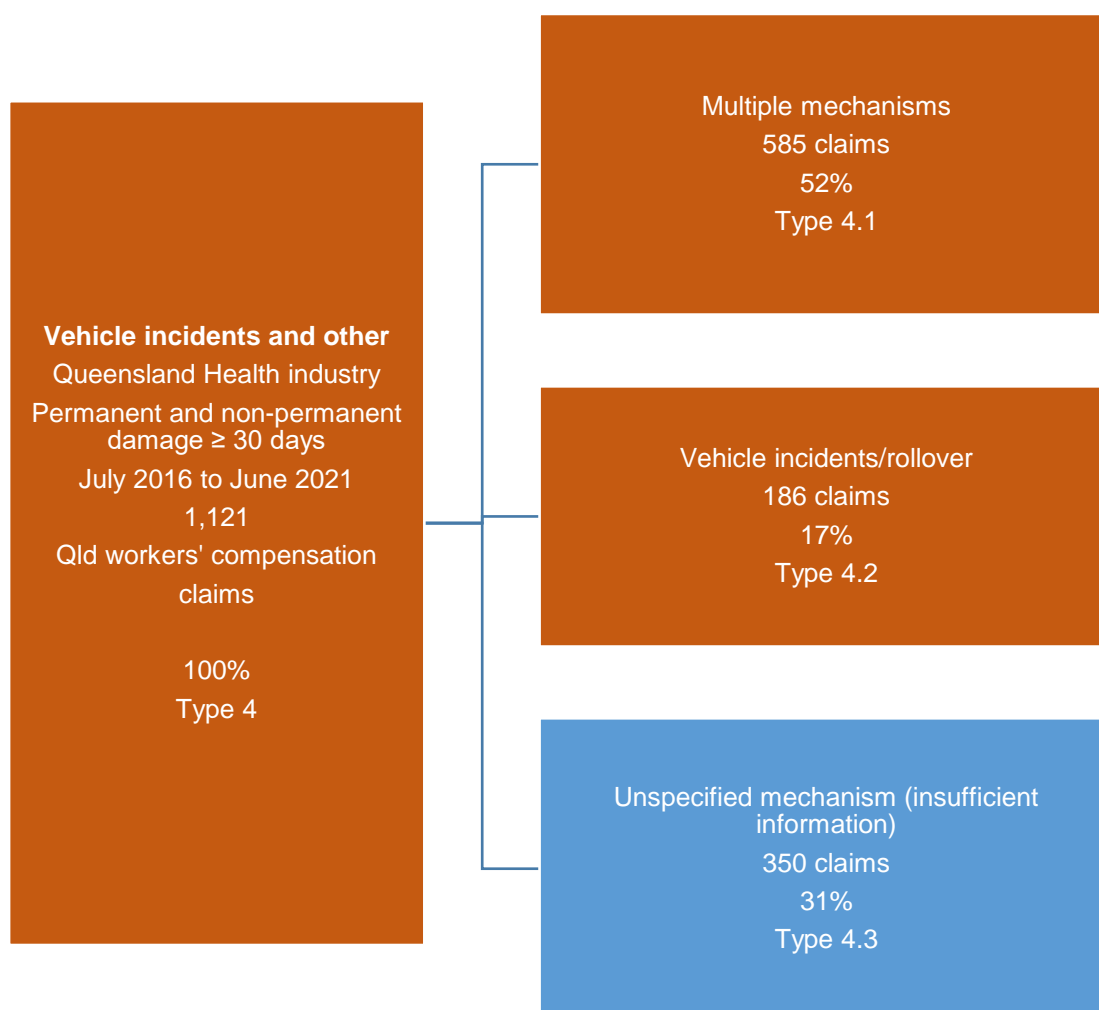 Vehicle incidents and other
Queensland Health industry
Permanent and non-permanent
damage ≥ 30 days
July 2016 to June 2021
1,121
Qld workers' compensation
claims
100%
Type 4
Multiple mechanisms
585 claims
52%
Type 4.1
Vehicle incidents/rollover
186 claims
17%
Type 4.2
Unspecified mechanism (insufficient
information)
350 claims
31%
Type 4.3